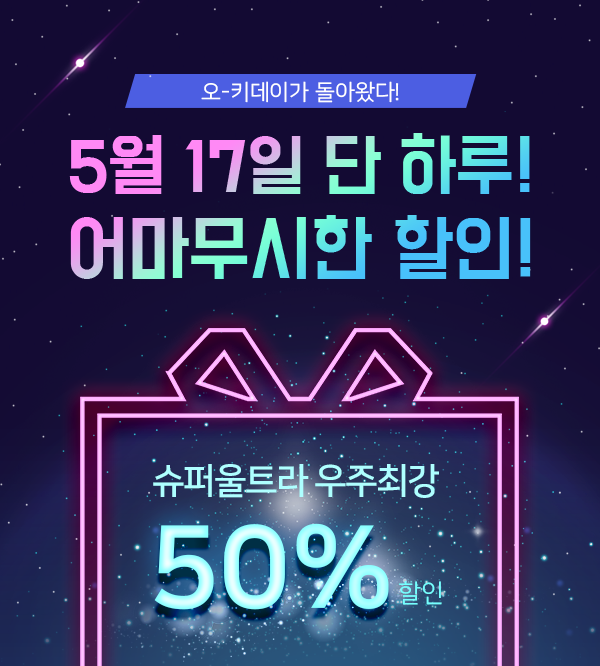 오-키데이가 돌아왔다!
5월 17일 단 하루!
어마무시한 할인!
슈퍼울트라 우주최강
50% 할인